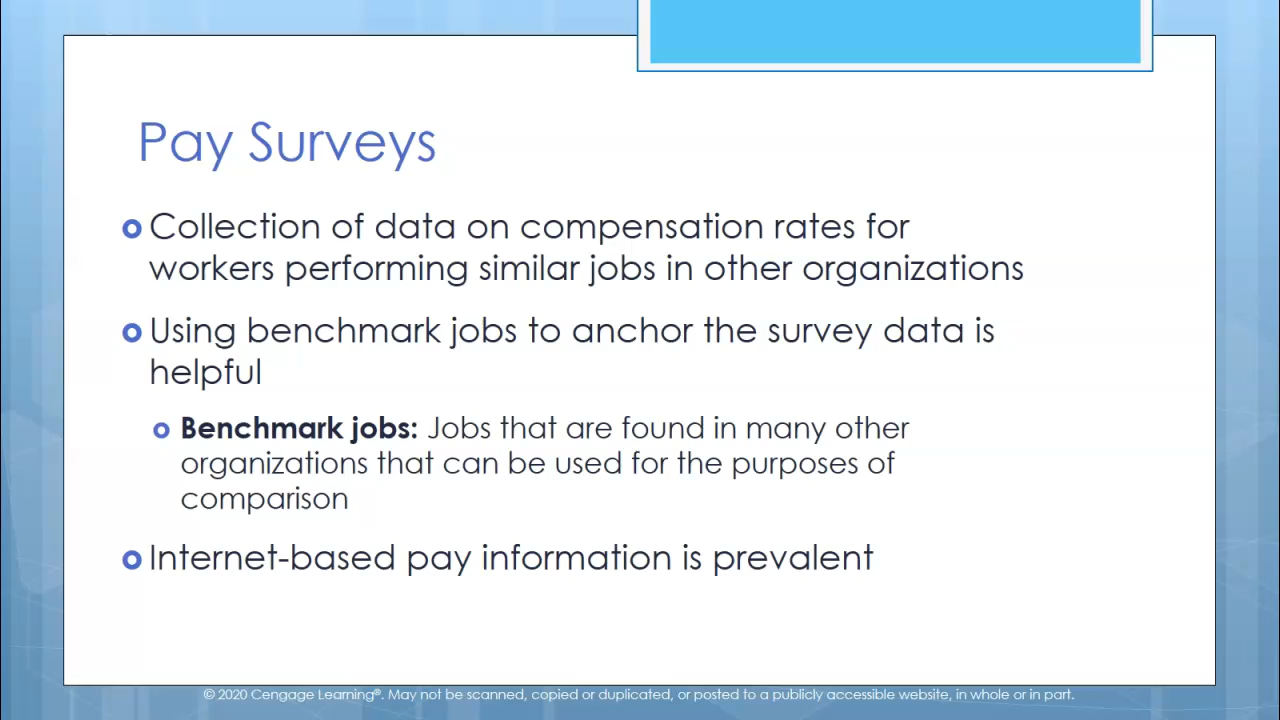 Pay Surveys
Collection of data on compensation rates for
workers performing similar jobs in other organizations
Using benchmark jobs to anchor the survey data is
helpful
Benchmark jobs: Jobs that are found in many other
organizations that can be used for the purposes of
comparison
Internet-based pay information is prevalent
© 2020 Cengage Learning®. May not be scanned, copied or duplicated, or posted to a publicly accessible website, in whole or in part.